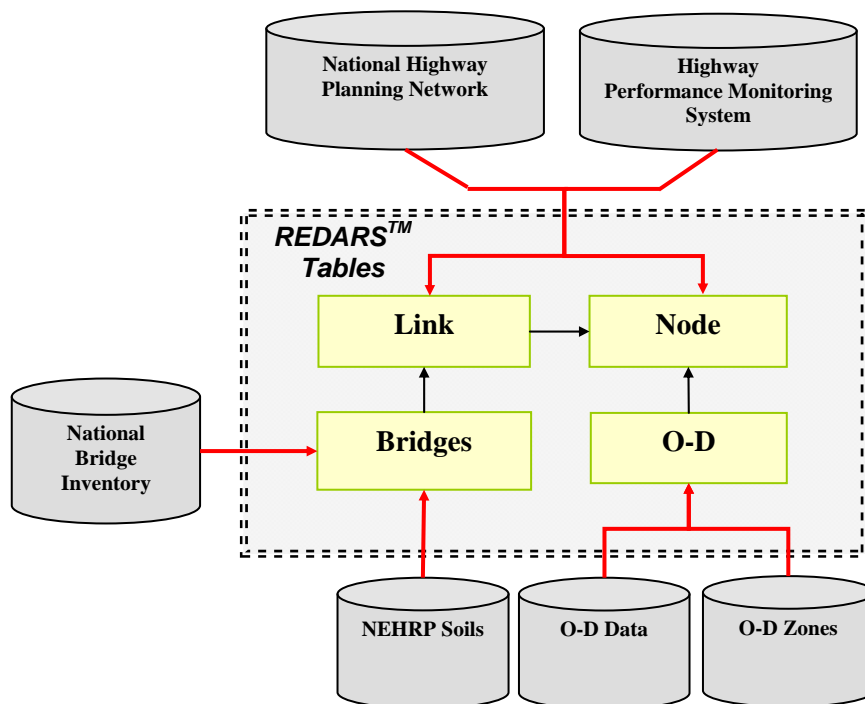 National Highway
Planning Network
Highway
Performance Monitoring
System
REDARS™
Tables
Link
Node
National
Bridge
Inventory
Bridges
O-D
NEHRP Soils
O-D Data
O-D Zones